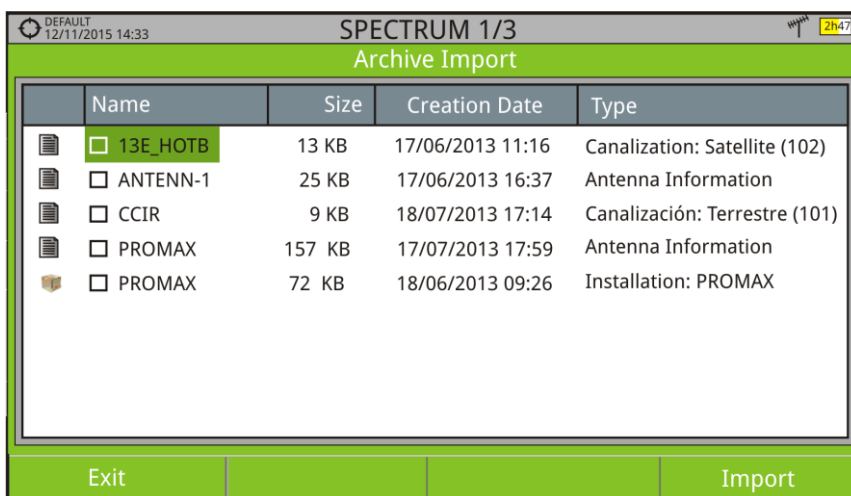 DEFAULT
12/11/2015 14:33 SPECTRUM 1/3 2h47
Archive Import
Name Size Creation Date Type
13E_HOTB 13 KB 17/06/2013 11:16 Canalization: Satellite (102)
ANTENN-1 25 KB 17/06/2013 16:37 Antenna Information
CCIR 9 KB 18/07/2013 17:14 Canalización: Terrestre (101)
PROMAX 157 KB 17/07/2013 17:59 Antenna Information
PROMAX 72 KB 18/06/2013 09:26 Installation: PROMAX
Exit Import